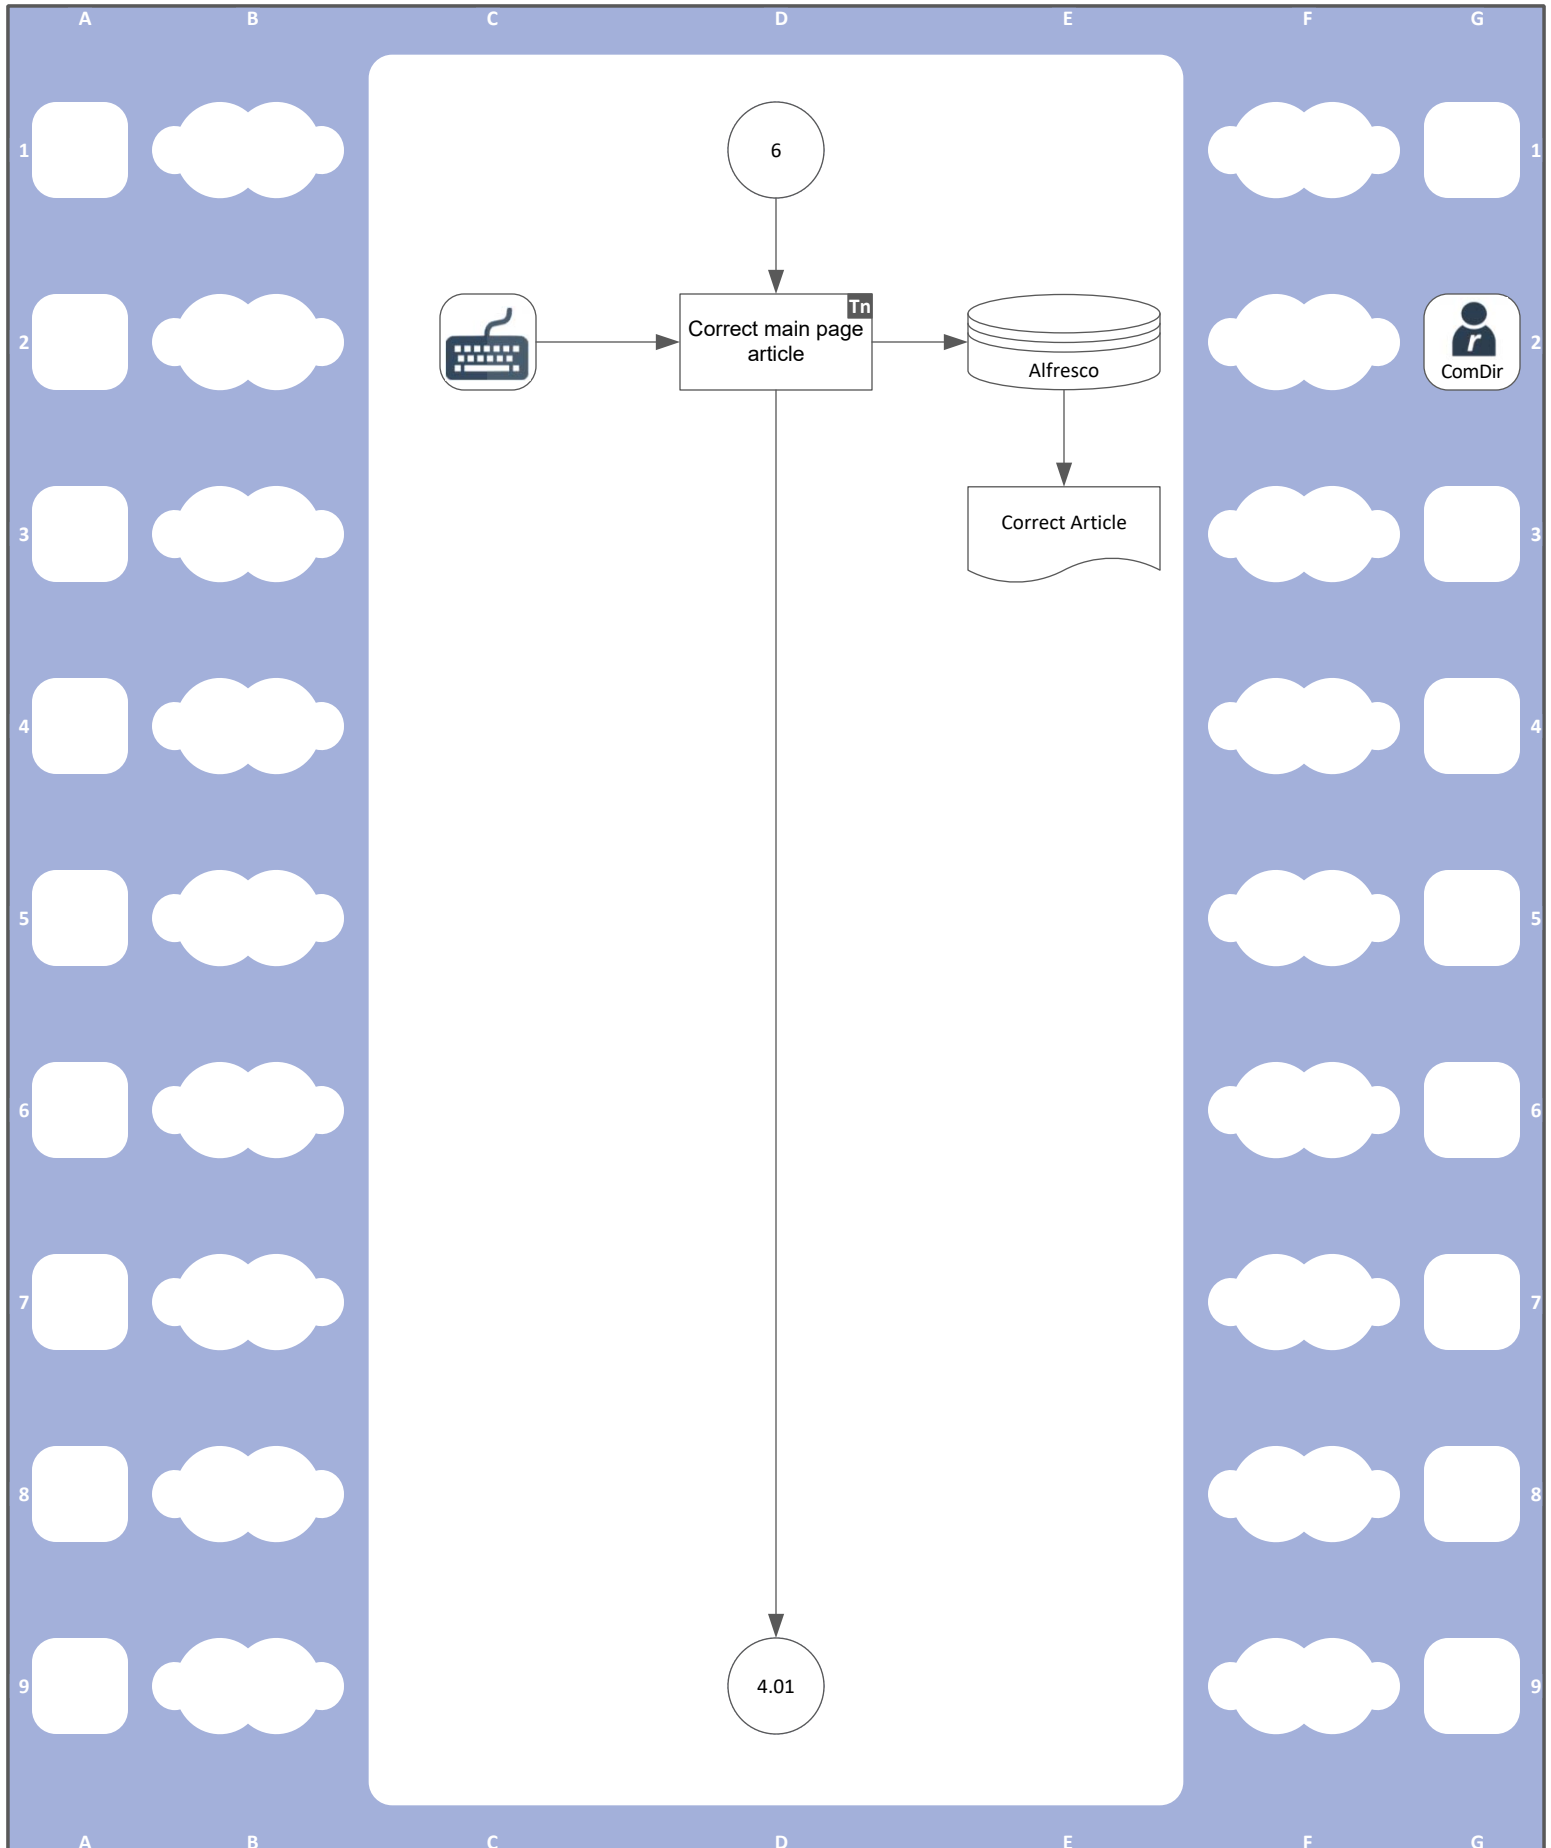 A B C D E F G
1 6 1
Tn
2 Correct main page 2
article
r
Alfresco
ComDir
3 Correct Article 3
4 4
5 5
6 6
7 7
8 8
9 4.01 9
A B C D E F G